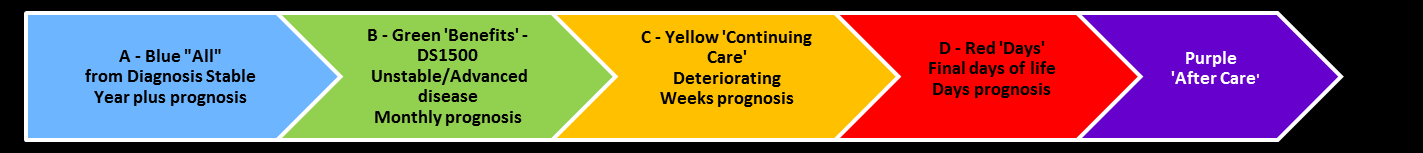 A - Blue "All"
from Diagnosis Stable
Year plus prognosis
B - Green 'Benefits' -
DS1500
Unstable/Advanced
disease
Monthly prognosis
C - Yellow 'Continuing
Care'
Deteriorating
Weeks prognosis
D - Red 'Days'
Final days of life
Days prognosis
Purple
'After Care'